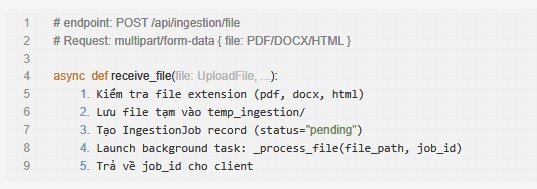 1 # endpoint: POST /api/ingestion/file
2 # Request: multipart/form-data { file: PDF/DOCX/HTML }
3
4 async def receive_file(file: UploadFile, ...):
5 1. Kiểm tra file extension (pdf, docx, html)
6 2. Lưu file tạm vào temp_ingestion/
7 3. Tạo IngestionJob record (status="pending")
8 4. Launch background task: _process_file(file_path, job_id)
9 5. Trả về job_id cho client